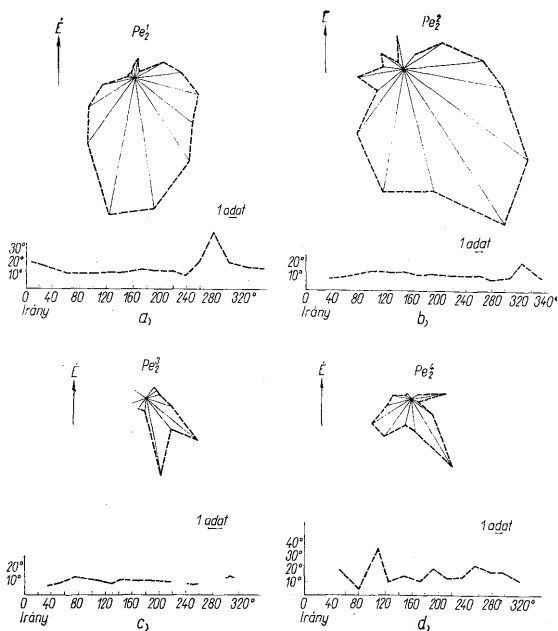 É
Pe₂¹
1 adat
30°
20°
10°
0 40 80 120 160 200 240 280 320°
Irány
a,
É
Pe₂²
1 adat
20°
10°
0 40 80 120 160 200 240 280 320 340°
Irány
b,
É
Pe₂³
1 adat
20°
10°
0 40 80 120 160 200 240 280 320°
Irány
c,
É
Pe₂⁴
1 adat
40°
30°
20°
10°
0 40 80 120 160 200 240 280 320°
Irány
d,